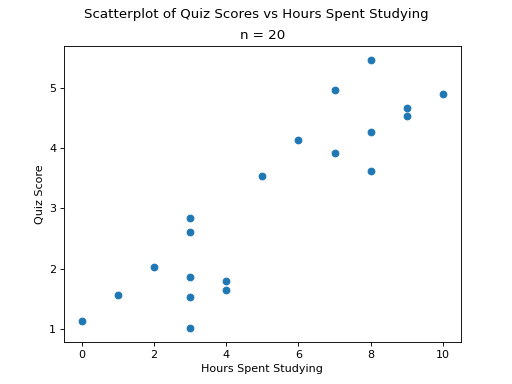 Scatterplot of Quiz Scores vs Hours Spent Studying
n = 20
5
4
3
2
1
Quiz Score
0 2 4 6 8 10
Hours Spent Studying